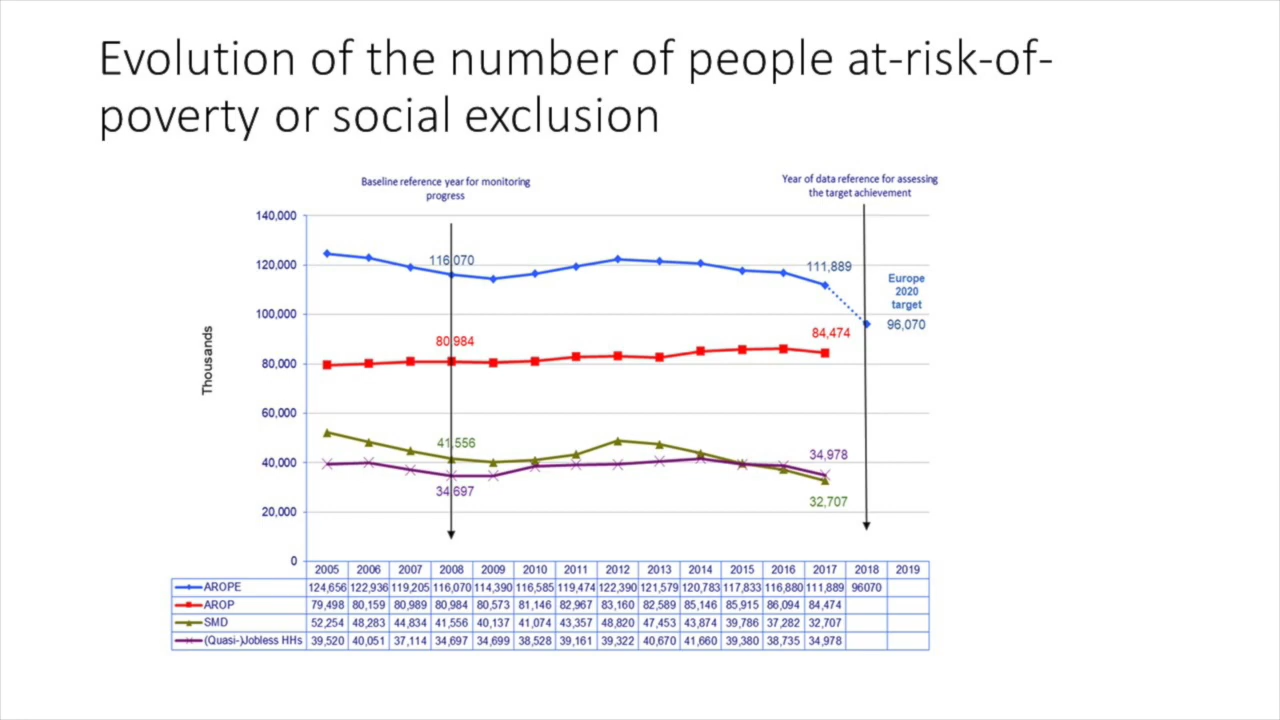 Evolution of the number of people at-risk-of-
poverty or social exclusion
Baseline reference year for monitoring
progress
Year of data reference for assessing
the target achievement
140,000
120,000
100,000
80,000
60,000
40,000
20,000
0
Thousands
116,070
111,889
Europe
2020
target
96,070
80,984
84,474
41,556
34,697
34,978
32,707
2005 2006 2007 2008 2009 2010 2011 2012 2013 2014 2015 2016 2017 2018 2019
AROPE 124,656 122,936 119,205 116,070 114,390 116,585 119,474 122,390 121,579 120,783 117,833 116,880 111,889 96070
AROP 79,498 80,159 80,989 80,984 80,573 81,146 82,967 83,160 82,589 85,146 85,915 86,094 84,474
SMD 52,254 48,283 44,834 41,556 40,137 41,074 43,357 48,820 47,453 43,874 39,786 37,282 32,707
(Quasi-)Jobless HHs 39,520 40,051 37,114 34,697 34,699 38,528 39,161 39,322 40,670 41,660 39,380 38,735 34,978